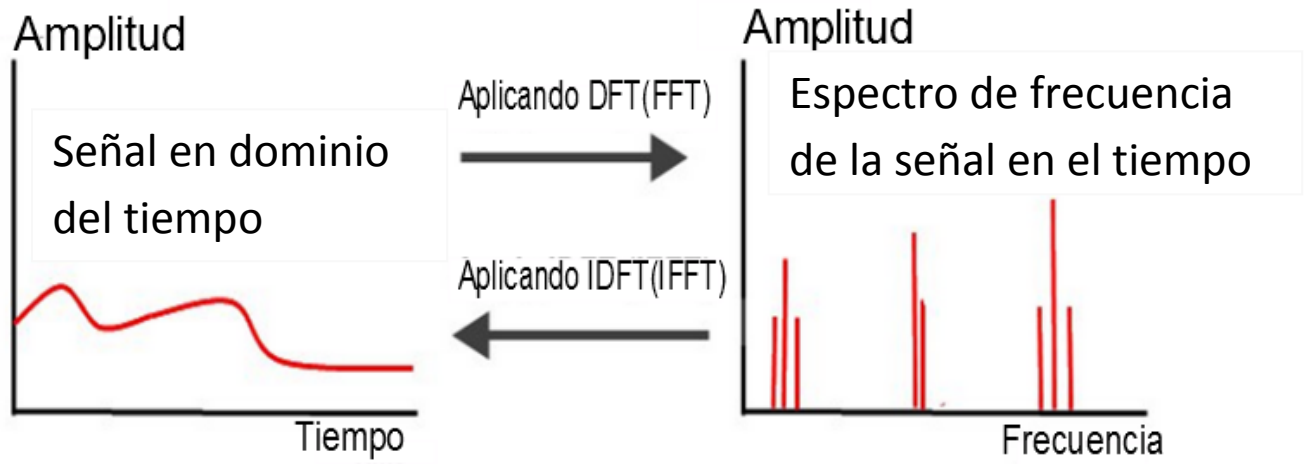 Amplitud
Señal en dominio
del tiempo
Tiempo
Aplicando DFT(FFT)
Aplicando IDFT(IFFT)
Amplitud
Espectro de frecuencia
de la señal en el tiempo
Frecuencia